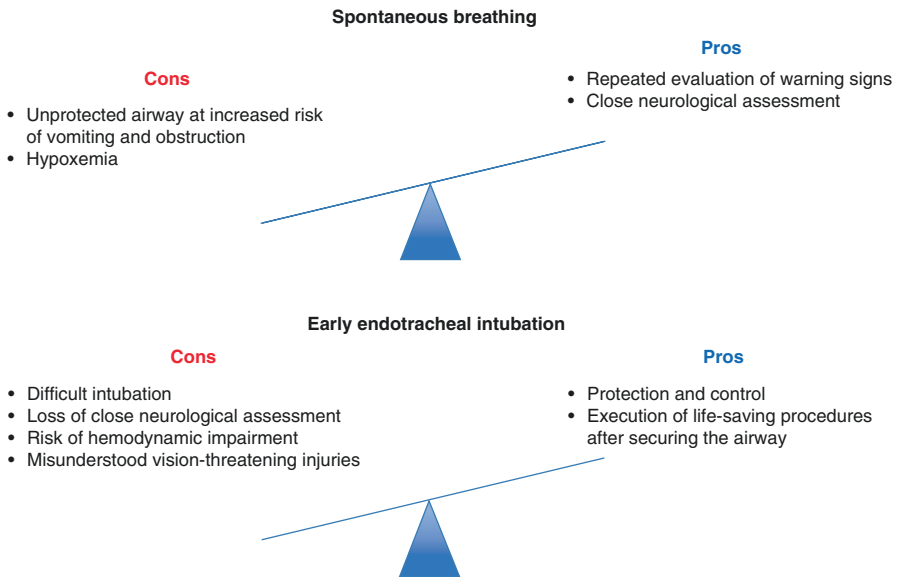 Spontaneous breathing
Cons
• Unprotected airway at increased risk
of vomiting and obstruction
• Hypoxemia
Pros
• Repeated evaluation of warning signs
• Close neurological assessment
Early endotracheal intubation
Cons
• Difficult intubation
• Loss of close neurological assessment
• Risk of hemodynamic impairment
• Misunderstood vision-threatening injuries
Pros
• Protection and control
• Execution of life-saving procedures
after securing the airway